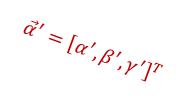 α⃗′ = [α′, β′, γ′]ᵀ